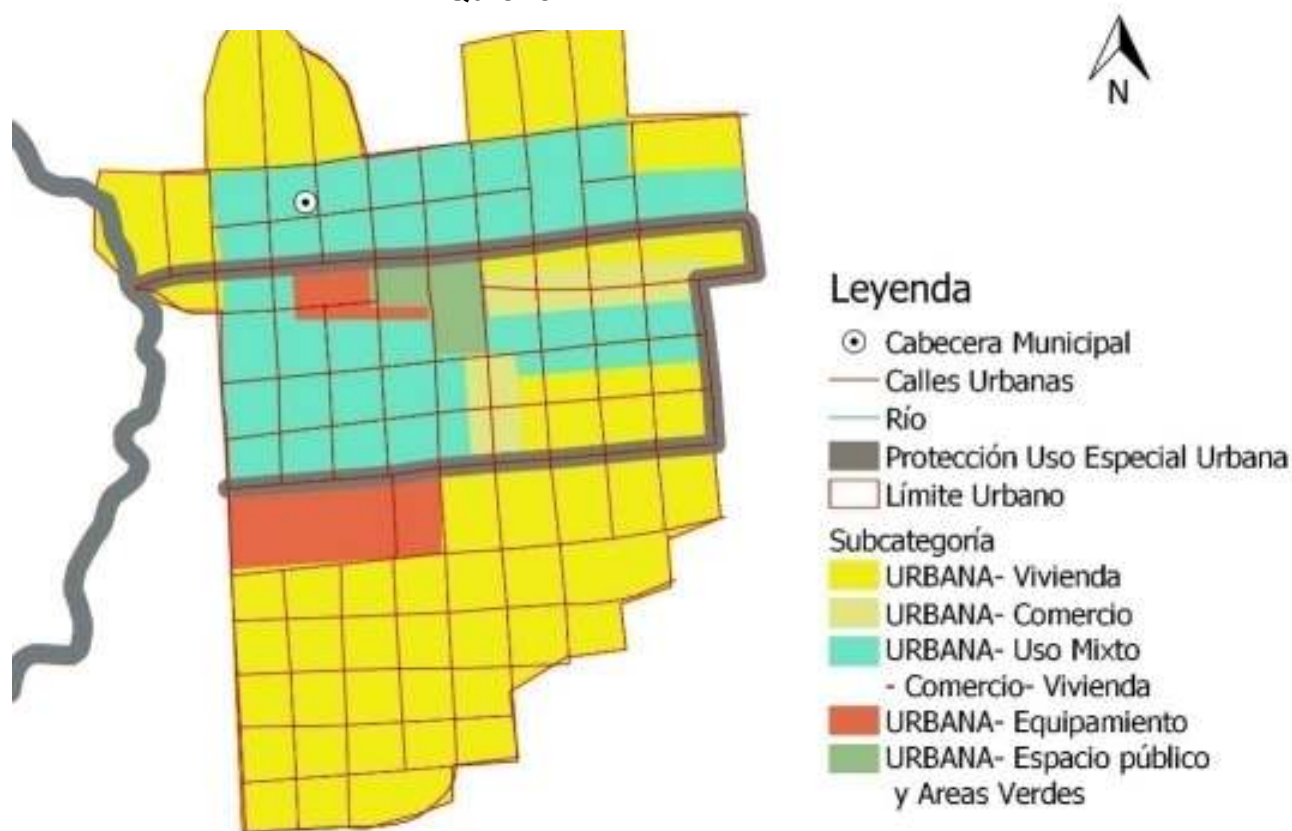 N
Leyenda
Cabecera Municipal
Calles Urbanas
Río
Protección Uso Especial Urbana
Límite Urbano
Subcategoría
URBANA- Vivienda
URBANA- Comercio
URBANA- Uso Mixto
- Comercio- Vivienda
URBANA- Equipamiento
URBANA- Espacio público
y Areas Verdes